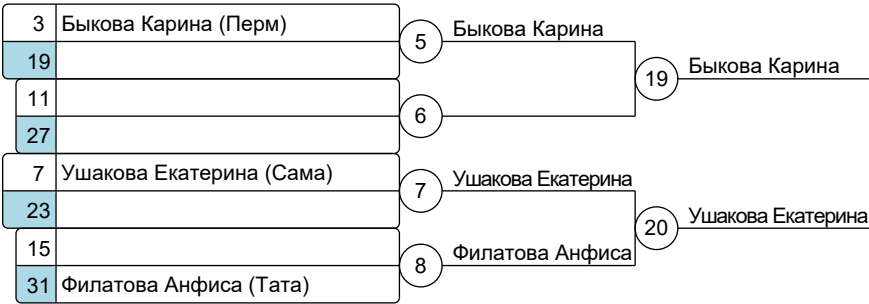 3 Быкова Карина (Перм)
5 Быкова Карина
19
19 Быкова Карина
11
6
27
7 Ушакова Екатерина (Сама)
7 Ушакова Екатерина
23
20 Ушакова Екатерина
15
8 Филатова Анфиса
31 Филатова Анфиса (Тата)